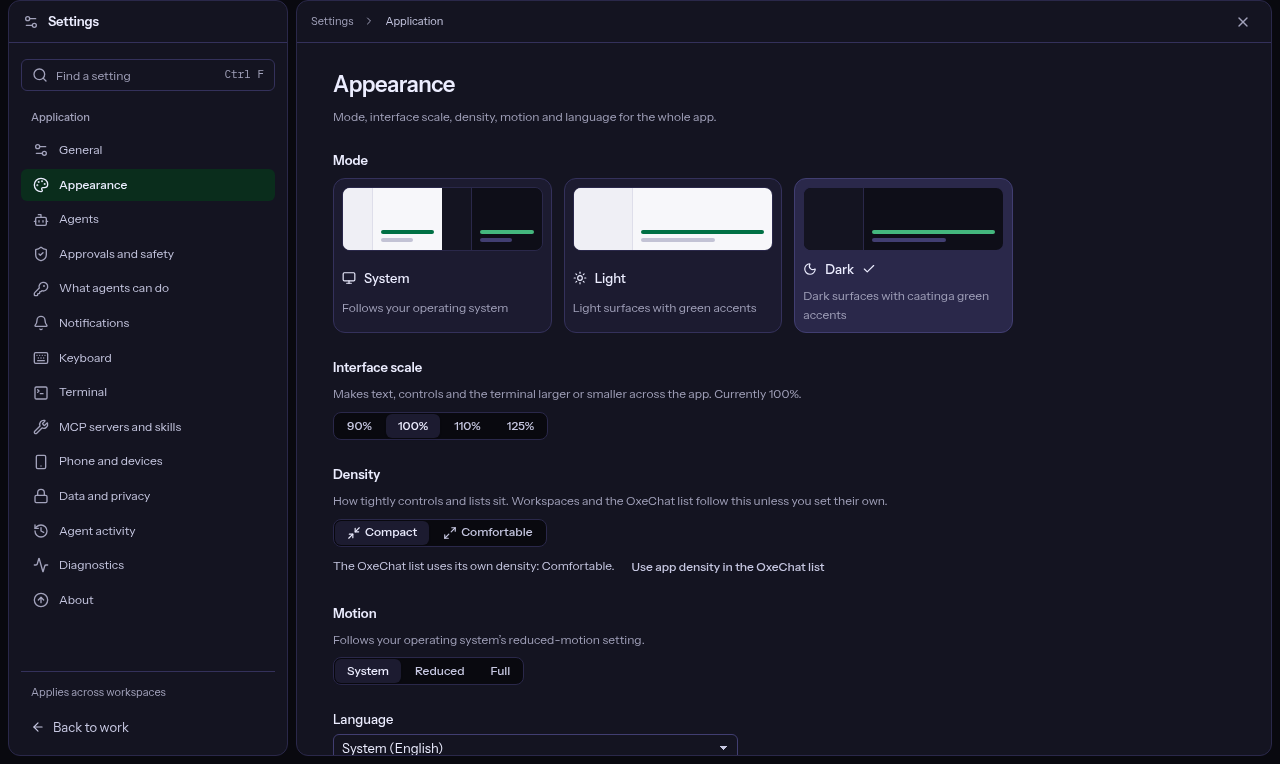 Settings
Find a setting
Ctrl F
Application
General
Appearance
Agents
Approvals and safety
What agents can do
Notifications
Keyboard
Terminal
MCP servers and skills
Phone and devices
Data and privacy
Agent activity
Diagnostics
About
Applies across workspaces
Back to work
Settings
Application
Appearance
Mode, interface scale, density, motion and language for the whole app.
Mode
System
Follows your operating system
Light
Light surfaces with green accents
Dark
Dark surfaces with caatinga green
accents
Interface scale
Makes text, controls and the terminal larger or smaller across the app. Currently 100%.
90%
100%
110%
125%
Density
How tightly controls and lists sit. Workspaces and the OxeChat list follow this unless you set their own.
Compact
Comfortable
The OxeChat list uses its own density: Comfortable.
Use app density in the OxeChat list
Motion
Follows your operating system's reduced-motion setting.
System
Reduced
Full
Language
System (English)